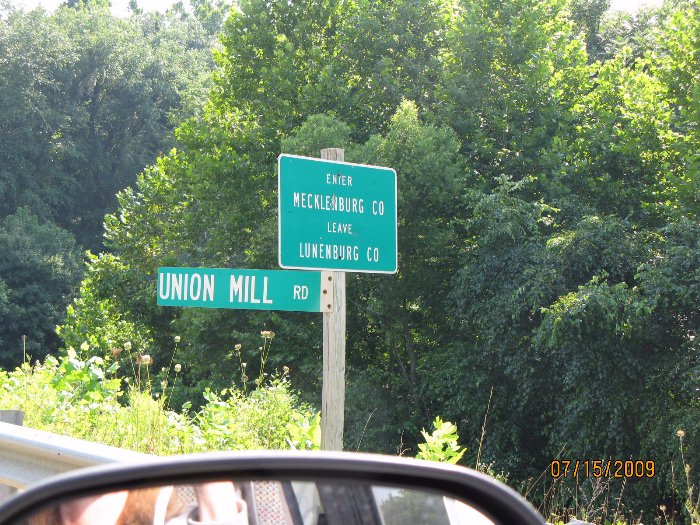 ENTER
MECKLENBURG CO
LEAVE
LUNENBURG CO
UNION MILL RD
07/15/2009